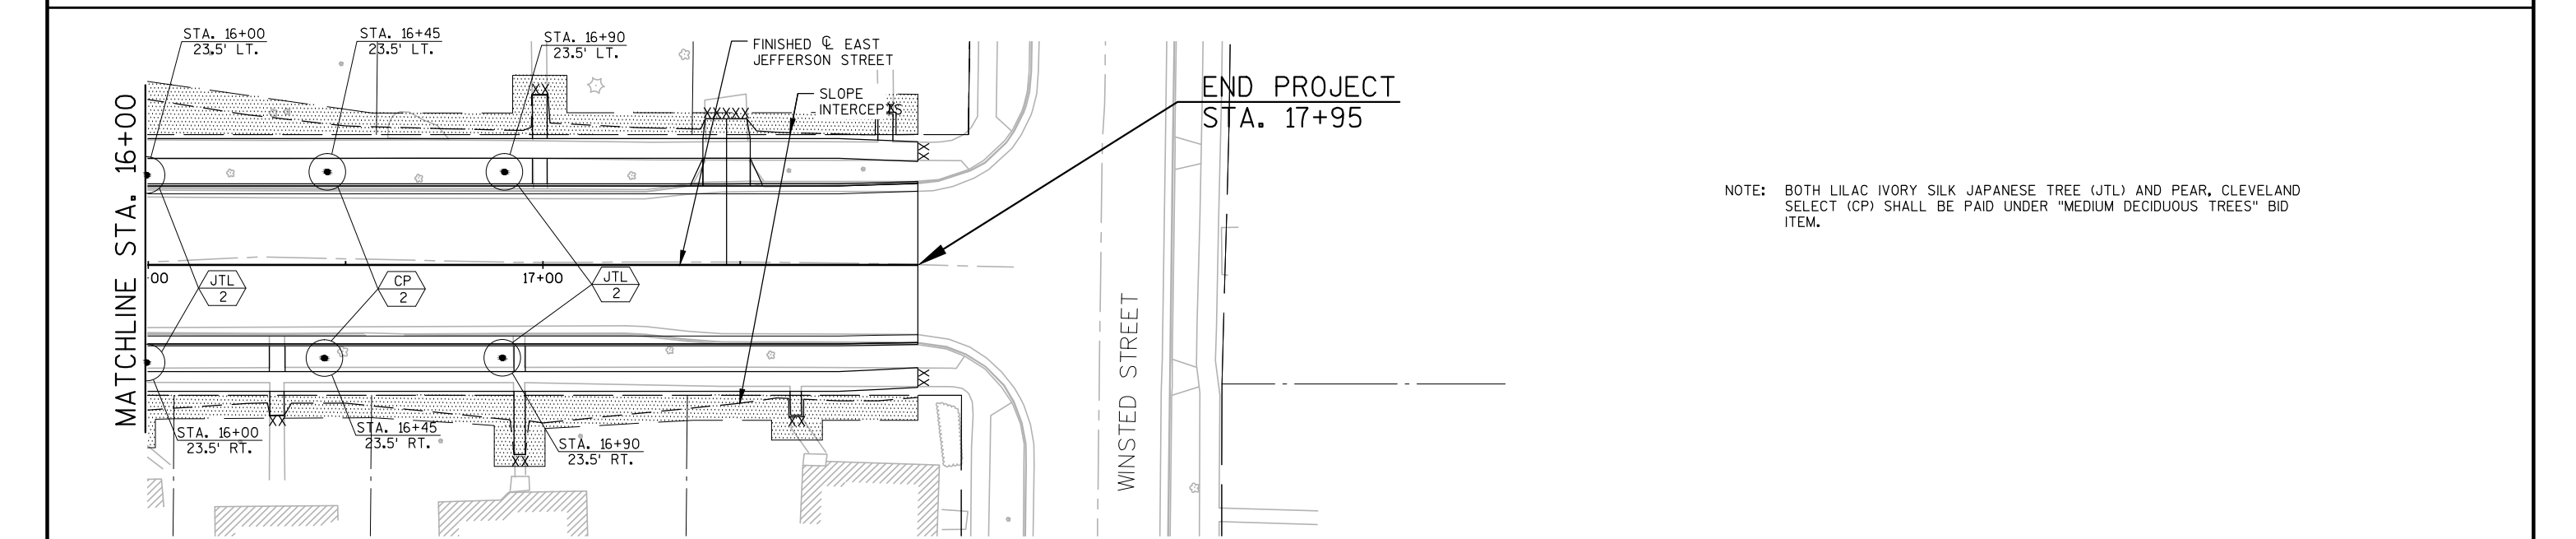 STA. 16+00
23.5' LT.
STA. 16+45
23.5' LT.
STA. 16+90
23.5' LT.
FINISHED ℄ EAST
JEFFERSON STREET
SLOPE
INTERCEPTS
END PROJECT
STA. 17+95
MATCHLINE STA. 16+00
NOTE: BOTH LILAC IVORY SILK JAPANESE TREE (JTL) AND PEAR, CLEVELAND
SELECT (CP) SHALL BE PAID UNDER "MEDIUM DECIDUOUS TREES" BID
ITEM.
00
JTL
2
CP
2
17+00
JTL
2
WINSTED STREET
STA. 16+00
23.5' RT.
STA. 16+45
23.5' RT.
STA. 16+90
23.5' RT.